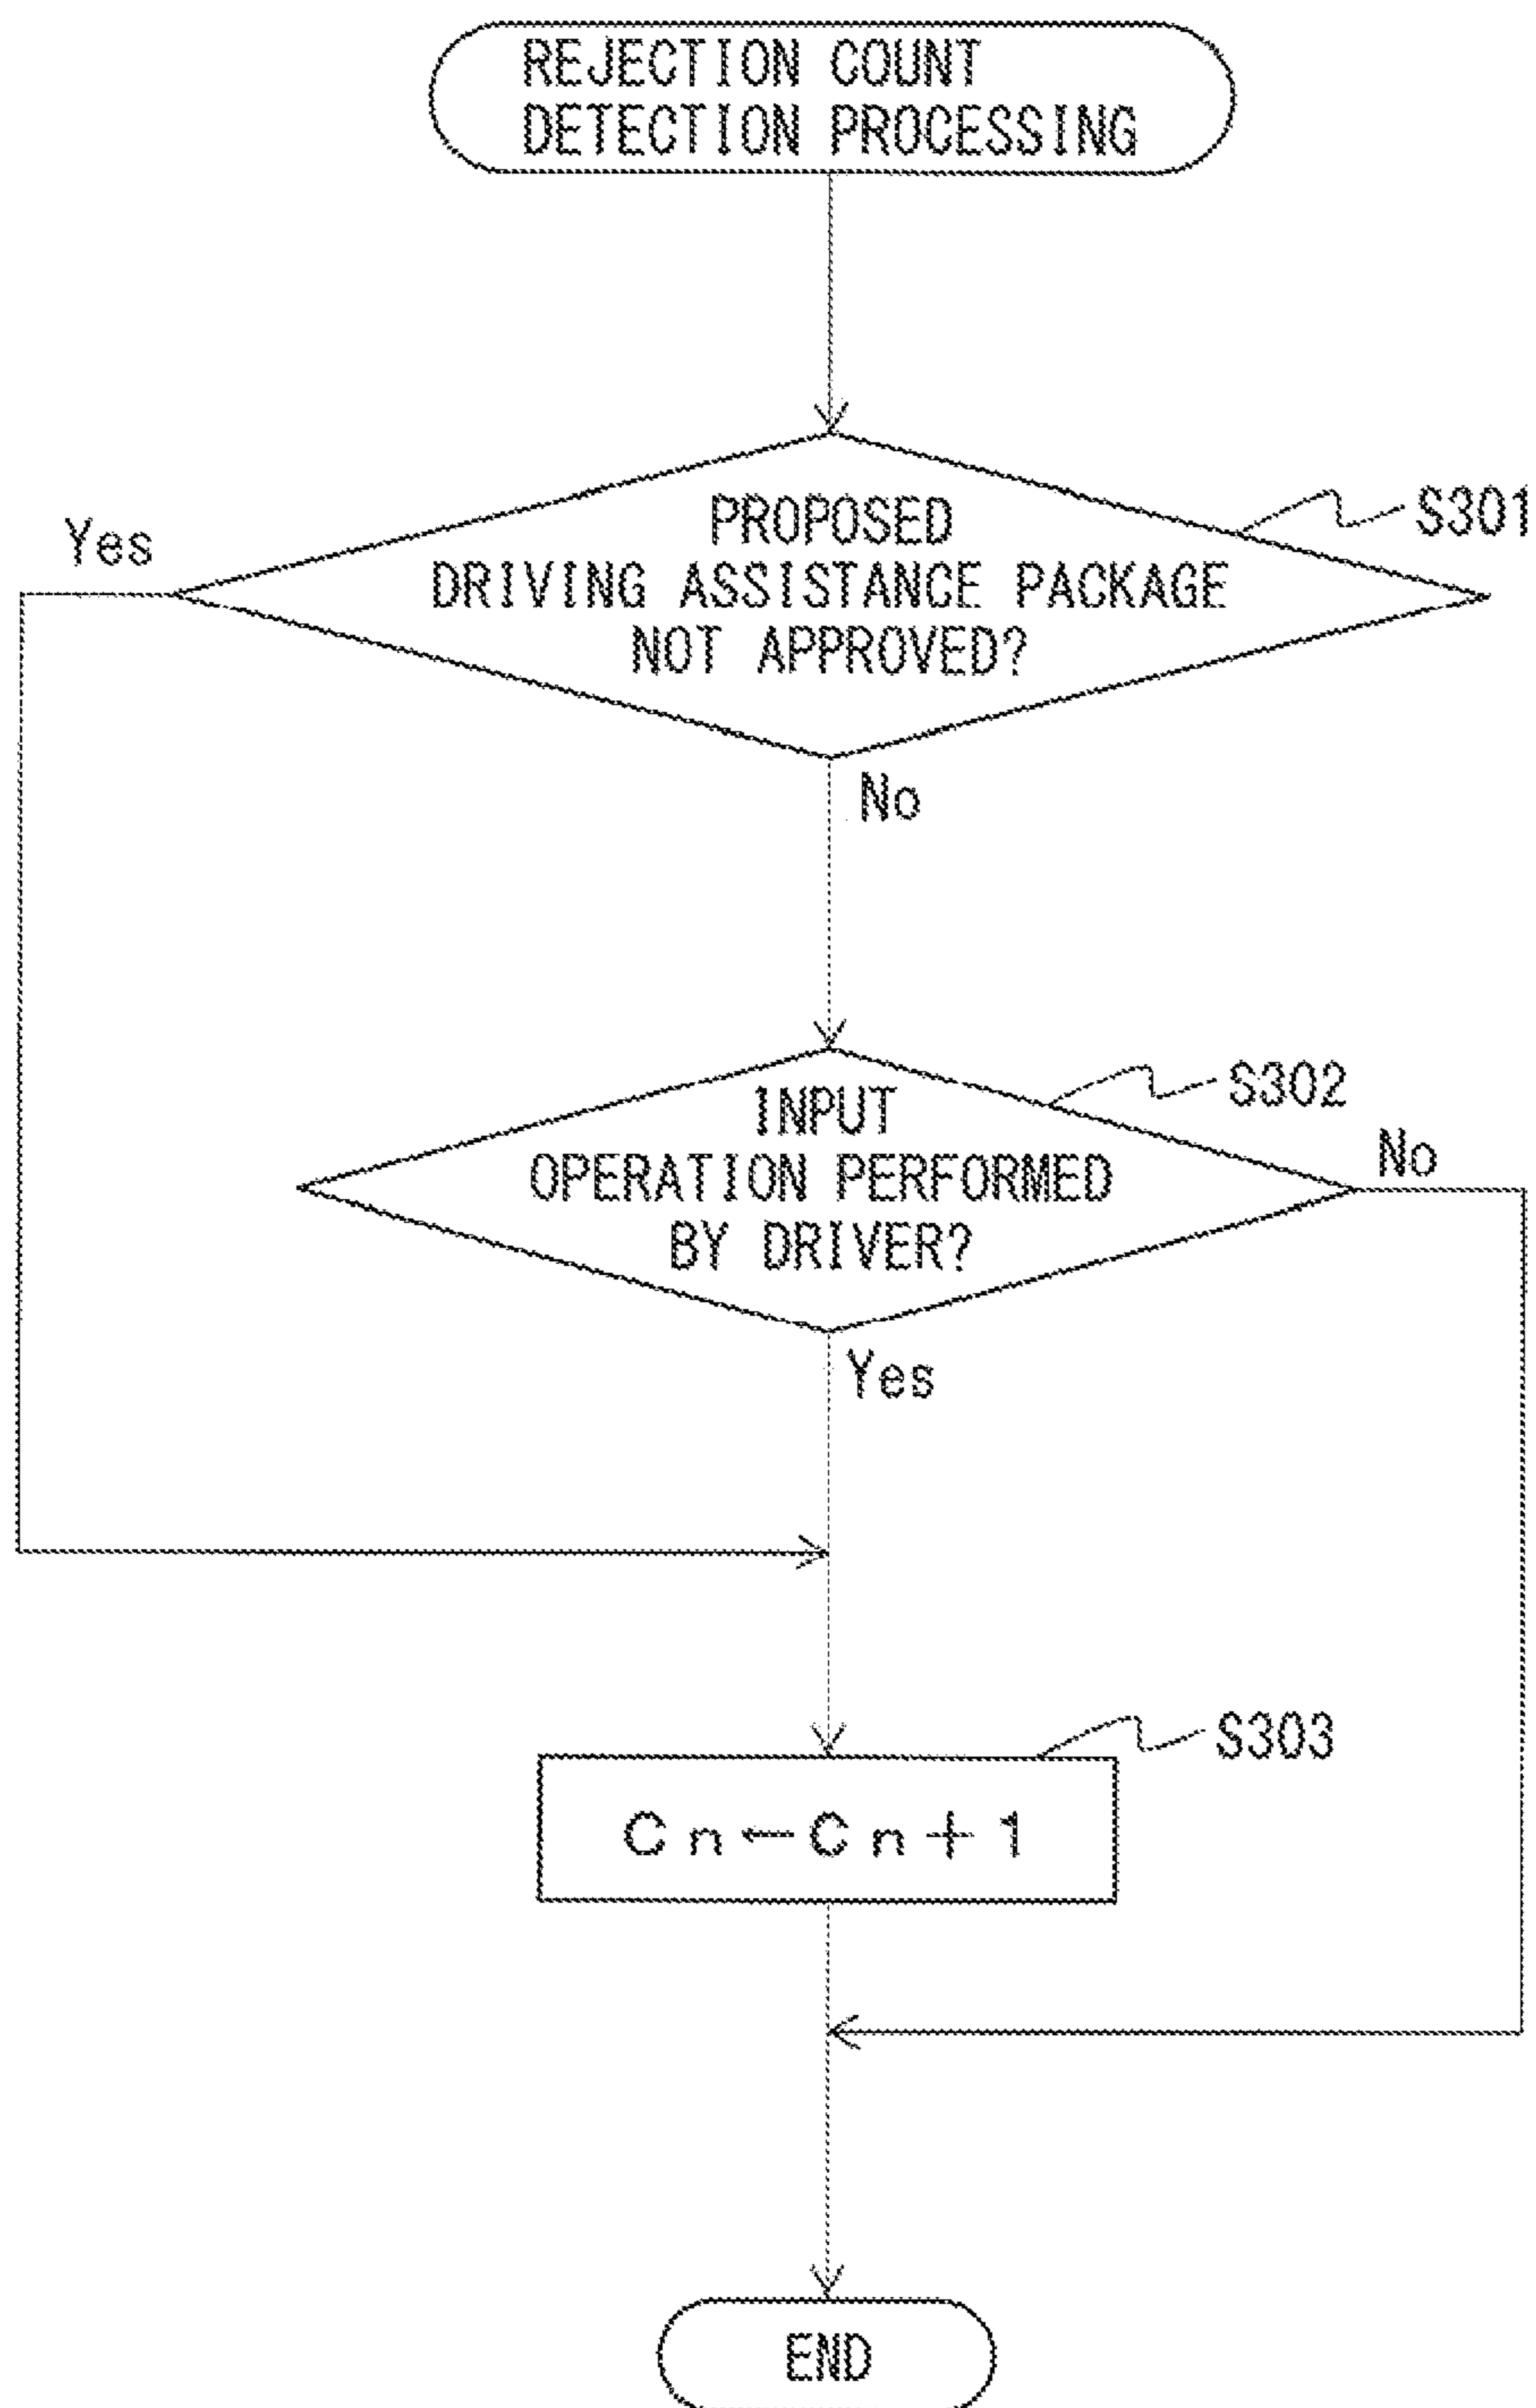 REJECTION COUNT
DETECTION PROCESSING
PROPOSED
DRIVING ASSISTANCE PACKAGE
NOT APPROVED?
S301
Yes
No
INPUT
OPERATION PERFORMED
BY DRIVER?
S302
No
Yes
S303
Cn←Cn+1
END